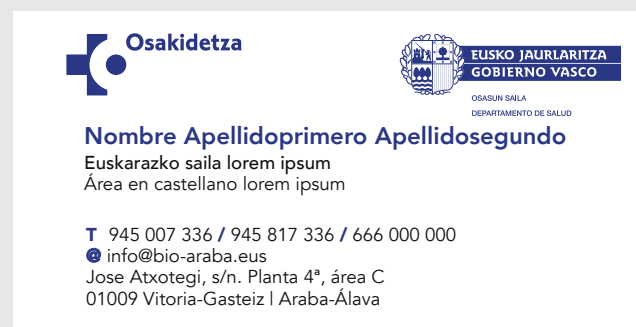 Osakidetza
EUSKO JAURLARITZA
GOBIERNO VASCO
OSASUN SAILA
DEPARTAMENTO DE SALUD
Nombre Apellidoprimero Apellidosegundo
Euskarazko saila lorem ipsum
Área en castellano lorem ipsum
T 945 007 336 / 945 817 336 / 666 000 000
@ info@bio-araba.eus
Jose Atxotegi, s/n. Planta 4ª, área C
01009 Vitoria-Gasteiz | Araba-Álava